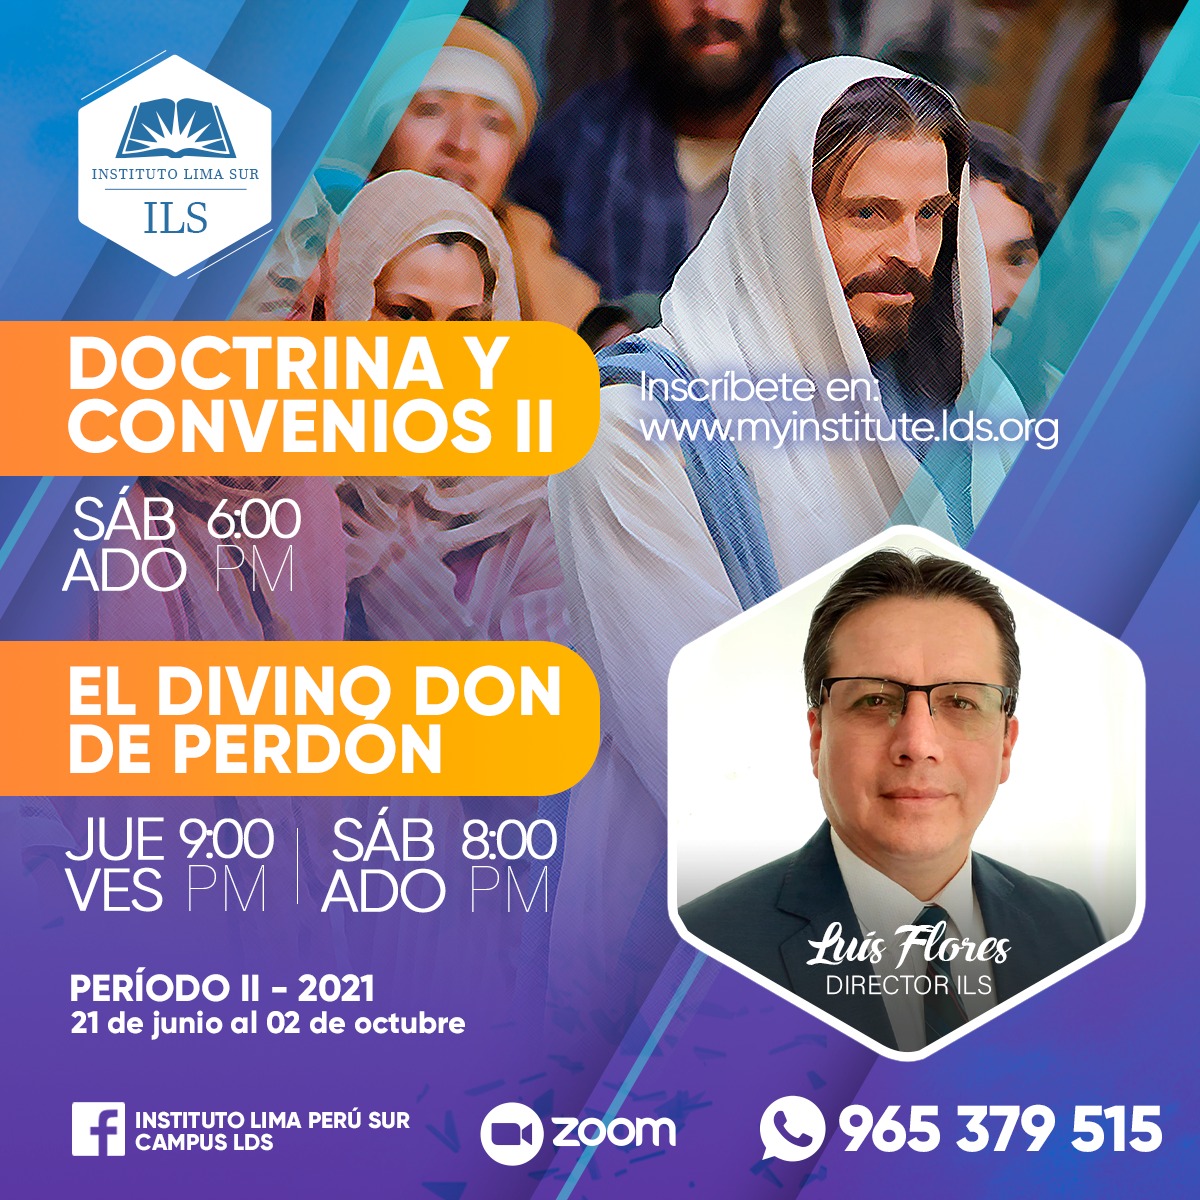 INSTITUTO LIMA SUR
ILS
DOCTRINA Y
CONVENIOS II
Inscríbete en:
www.myinstitute.lds.org
SÁB 6:00
ADO PM
EL DIVINO DON
DE PERDÓN
JUE 9:00 SÁB 8:00
VES PM ADO PM
Luís Flores
DIRECTOR ILS
PERÍODO II - 2021
21 de junio al 02 de octubre
INSTITUTO LIMA PERÚ SUR
CAMPUS LDS
zoom
965 379 515